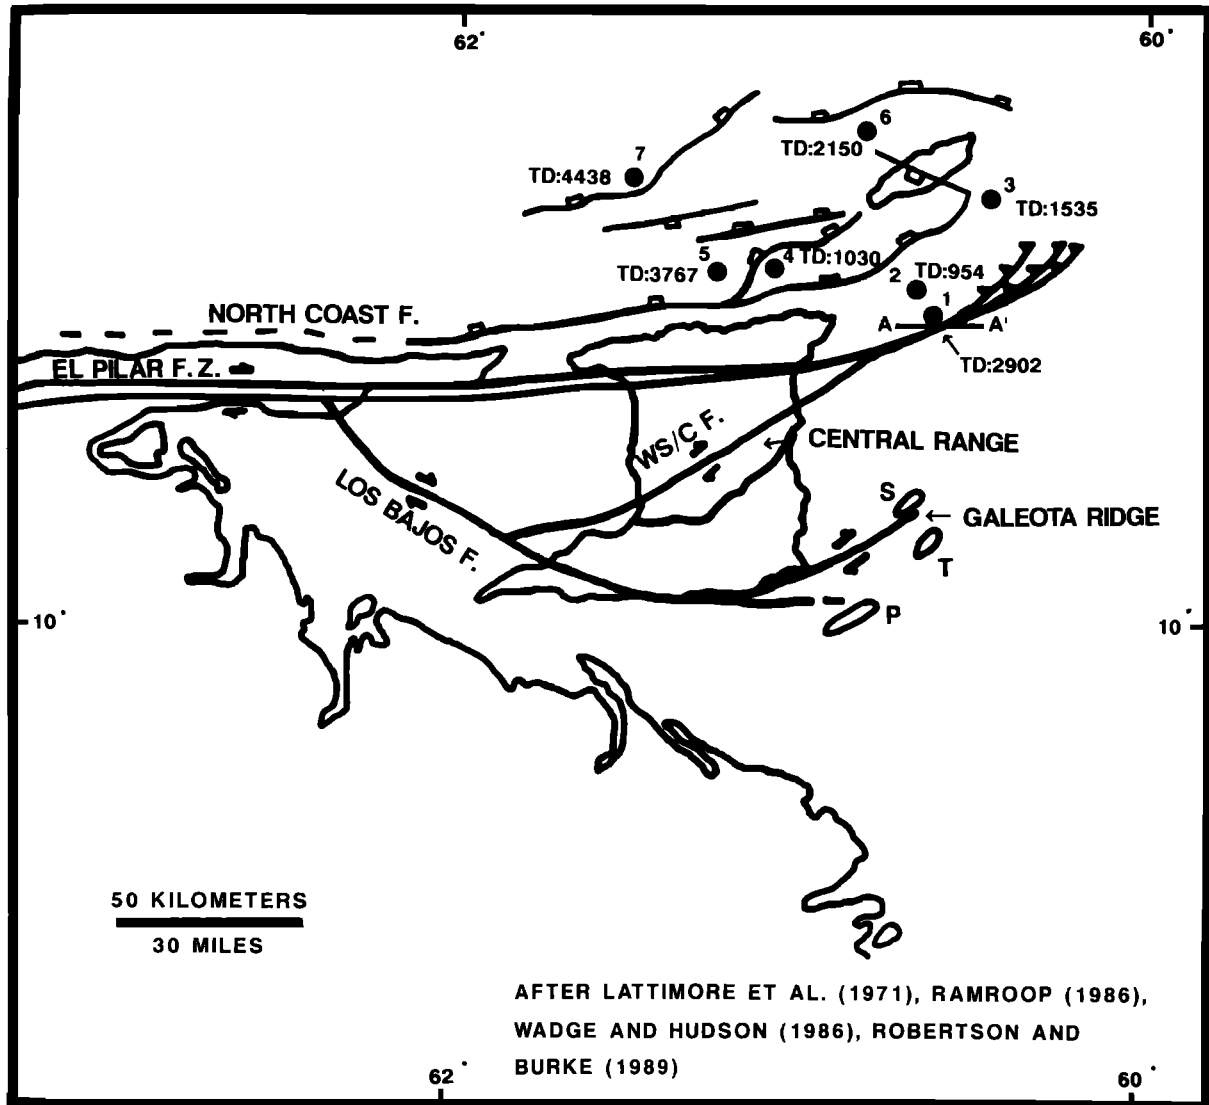 62°
60°
6
TD:2150
7
TD:4438
3
TD:1535
5
TD:3767
4 TD:1030
2 TD:954
1
A
A'
TD:2902
NORTH COAST F.
EL PILAR F. Z.
WS/C F.
CENTRAL RANGE
LOS BAJOS F.
S
GALEOTA RIDGE
T
P
10°
10°
50 KILOMETERS
30 MILES
AFTER LATTIMORE ET AL. (1971), RAMROOP (1986),
WADGE AND HUDSON (1986), ROBERTSON AND
BURKE (1989)
62°
60°